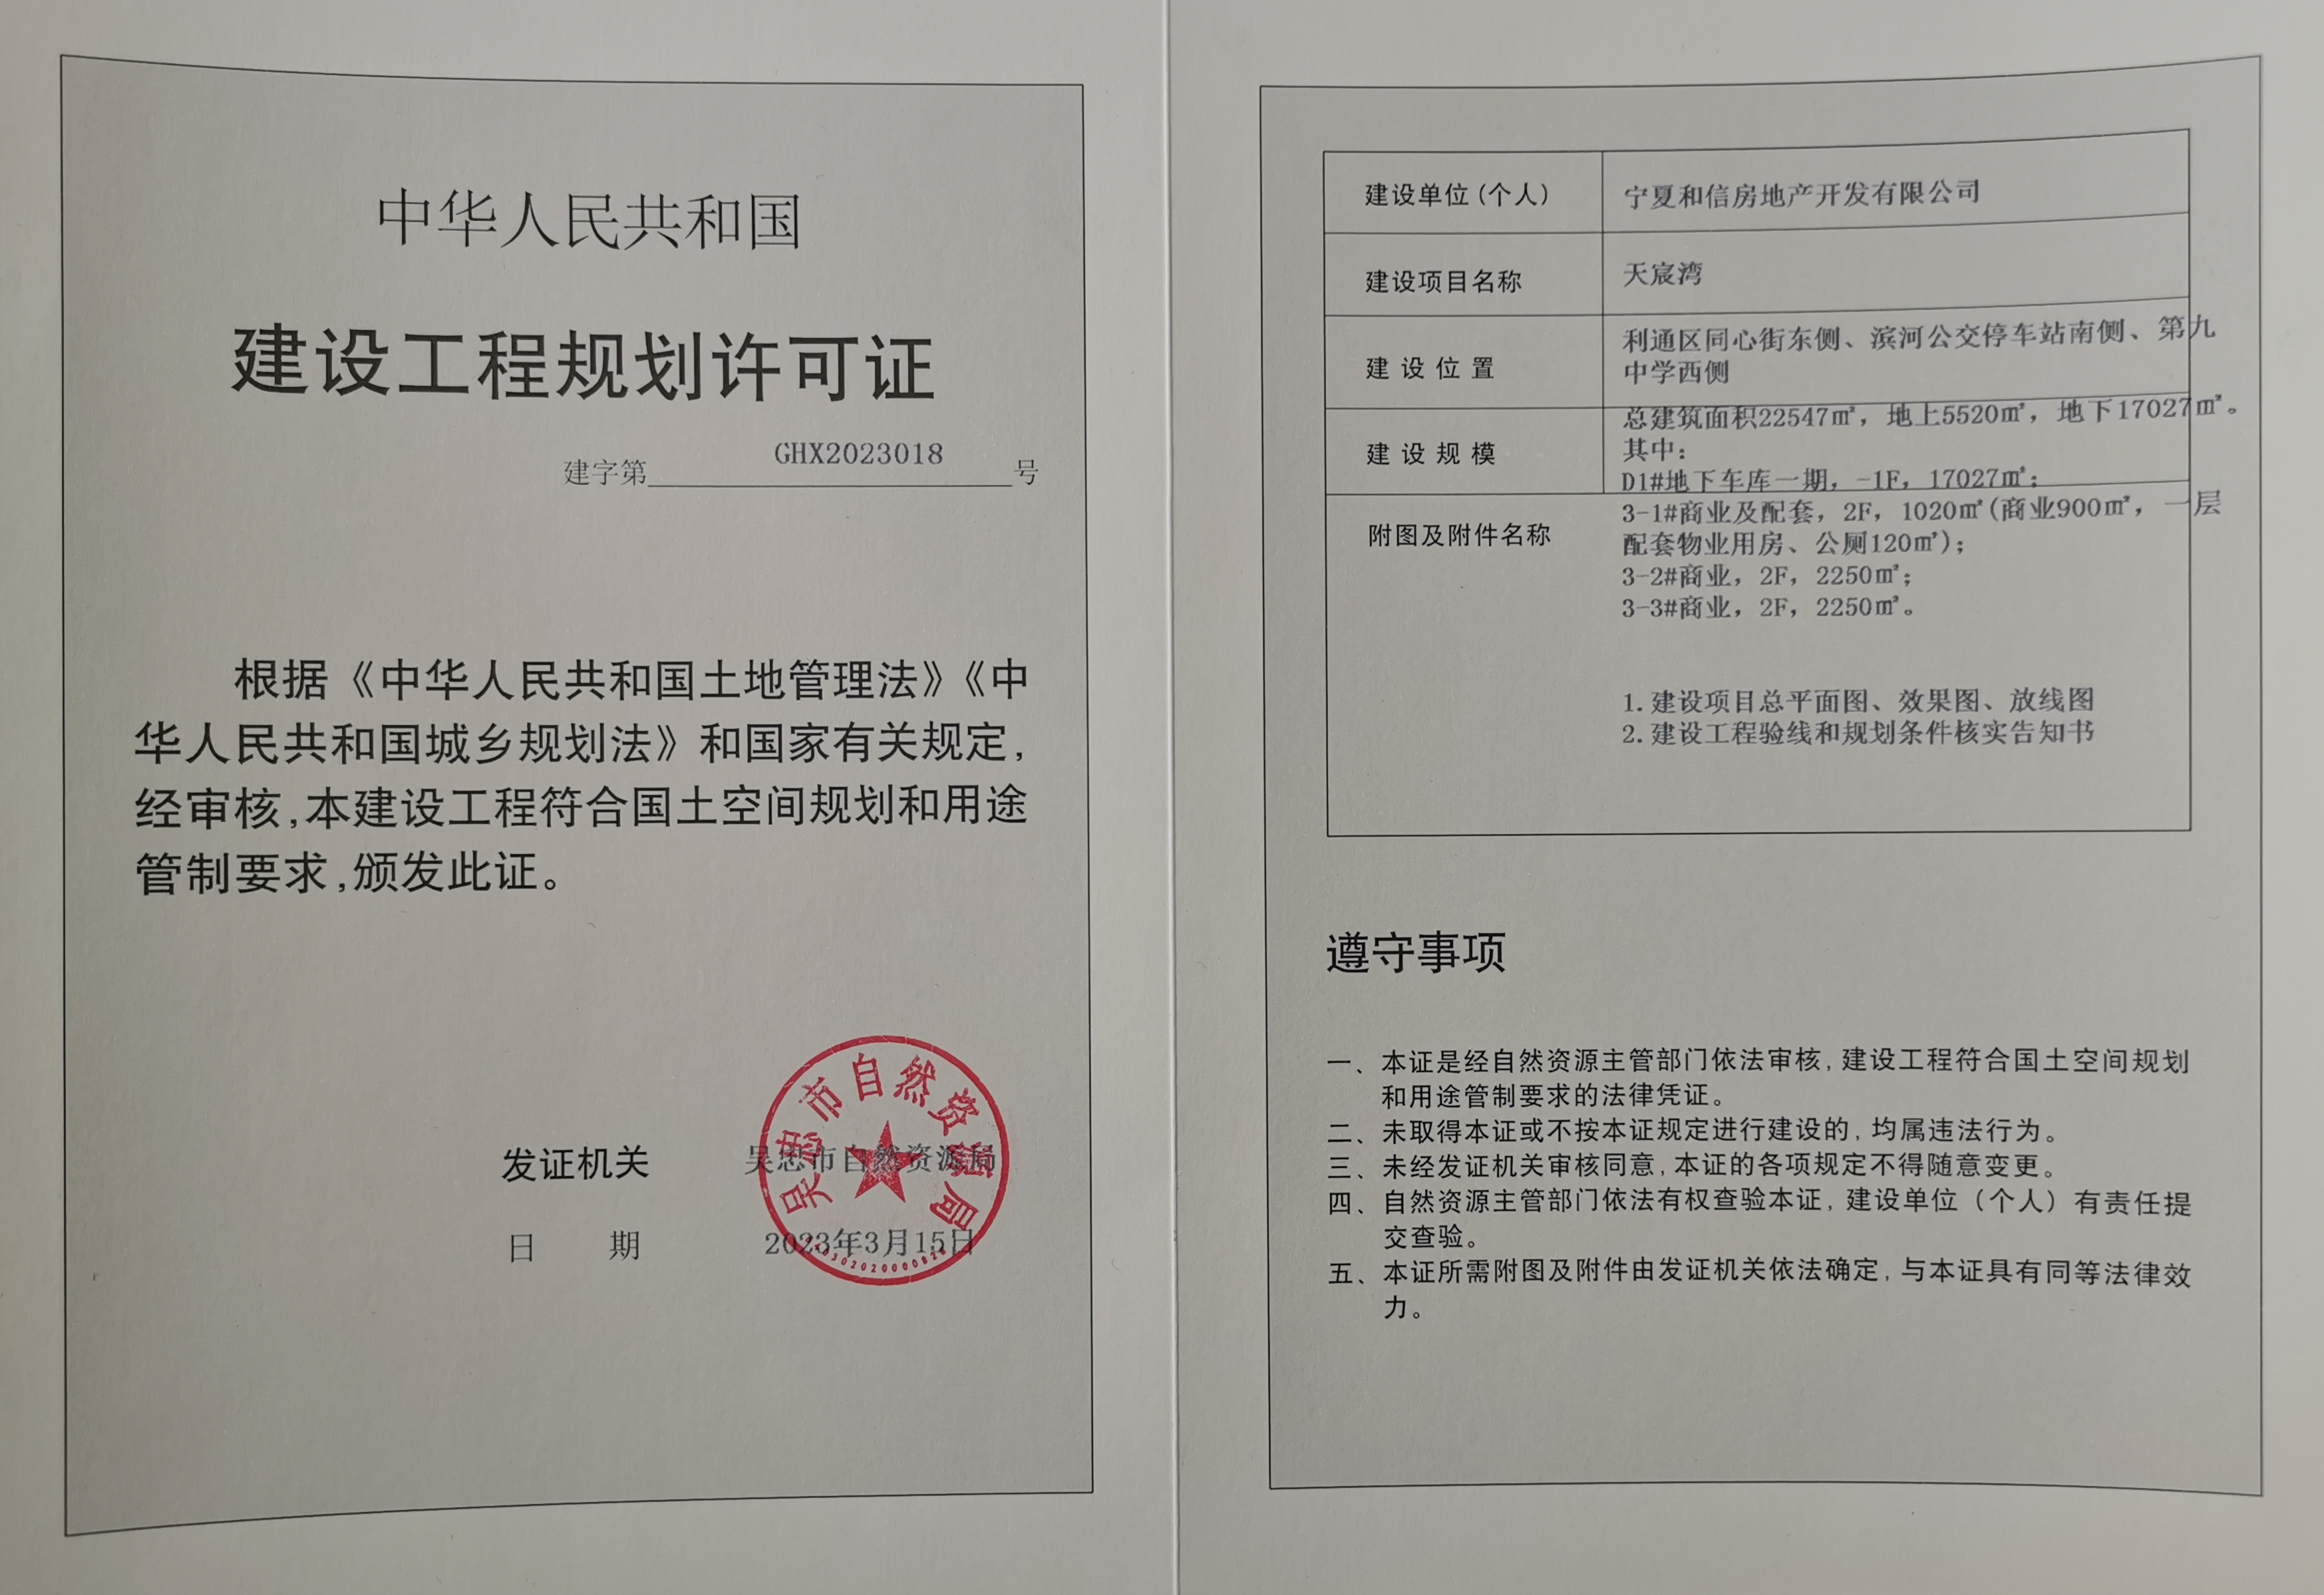 中华人民共和国
建设工程规划许可证
建字第 GHX2023018 号
根据《中华人民共和国土地管理法》《中
华人民共和国城乡规划法》和国家有关规定,
经审核,本建设工程符合国土空间规划和用途
管制要求,颁发此证。
吴忠市自然资源局
发证机关 吴忠市自然资源局
日 期 2023年3月15日
建设单位(个人) 宁夏和信房地产开发有限公司
建设项目名称 天宸湾
建设位置 利通区同心街东侧、滨河公交停车站南侧、第九
中学西侧
建设规模 总建筑面积22547㎡,地上5520㎡,地下17027㎡。
其中:
D1#地下车库一期,-1F,17027㎡;
3-1#商业及配套,2F,1020㎡(商业900㎡,一层
附图及附件名称 配套物业用房、公厕120㎡);
3-2#商业,2F,2250㎡;
3-3#商业,2F,2250㎡。
1.建设项目总平面图、效果图、放线图
2.建设工程验线和规划条件核实告知书
遵守事项
一、本证是经自然资源主管部门依法审核,建设工程符合国土空间规划
和用途管制要求的法律凭证。
二、未取得本证或不按本证规定进行建设的,均属违法行为。
三、未经发证机关审核同意,本证的各项规定不得随意变更。
四、自然资源主管部门依法有权查验本证,建设单位(个人)有责任提
交查验。
五、本证所需附图及附件由发证机关依法确定,与本证具有同等法律效
力。